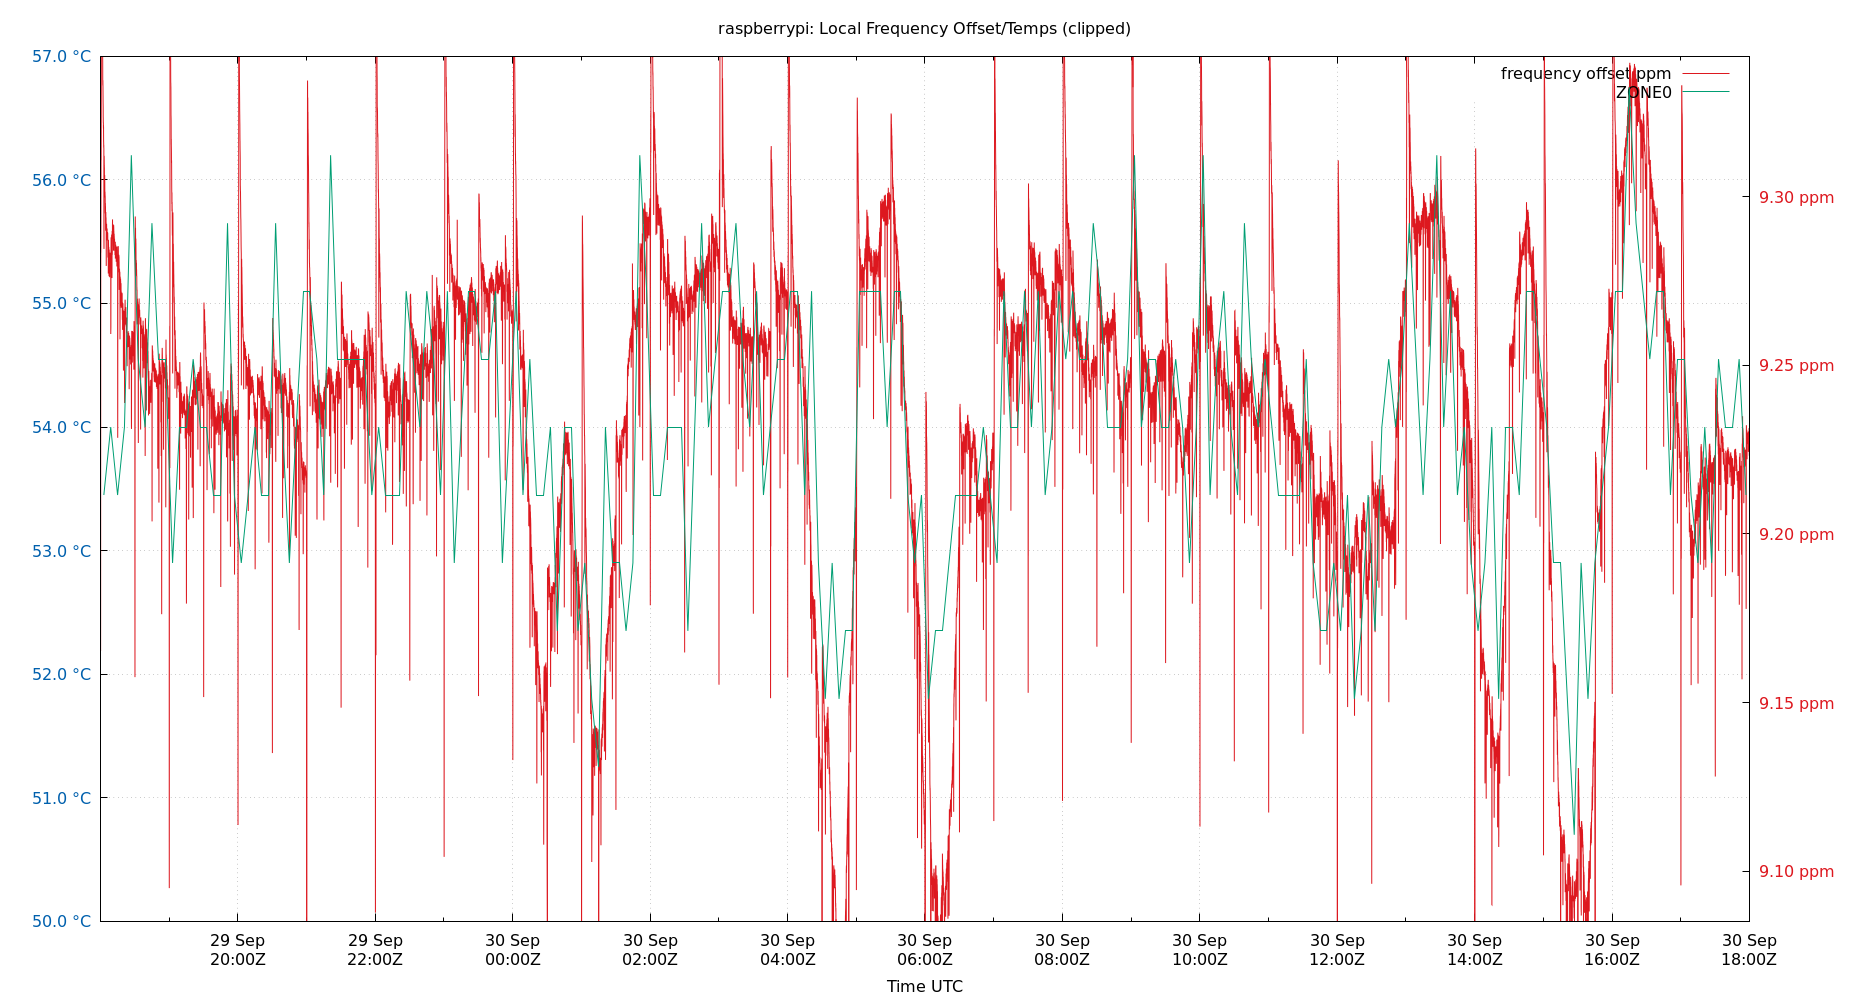 raspberrypi: Local Frequency Offset/Temps (clipped)
57.0 °C
56.0 °C
55.0 °C
54.0 °C
53.0 °C
52.0 °C
51.0 °C
50.0 °C
frequency offset ppm
ZONE0
9.30 ppm
9.25 ppm
9.20 ppm
9.15 ppm
9.10 ppm
29 Sep
20:00Z
29 Sep
22:00Z
30 Sep
00:00Z
30 Sep
02:00Z
30 Sep
04:00Z
30 Sep
06:00Z
30 Sep
08:00Z
30 Sep
10:00Z
30 Sep
12:00Z
30 Sep
14:00Z
30 Sep
16:00Z
30 Sep
18:00Z
Time UTC